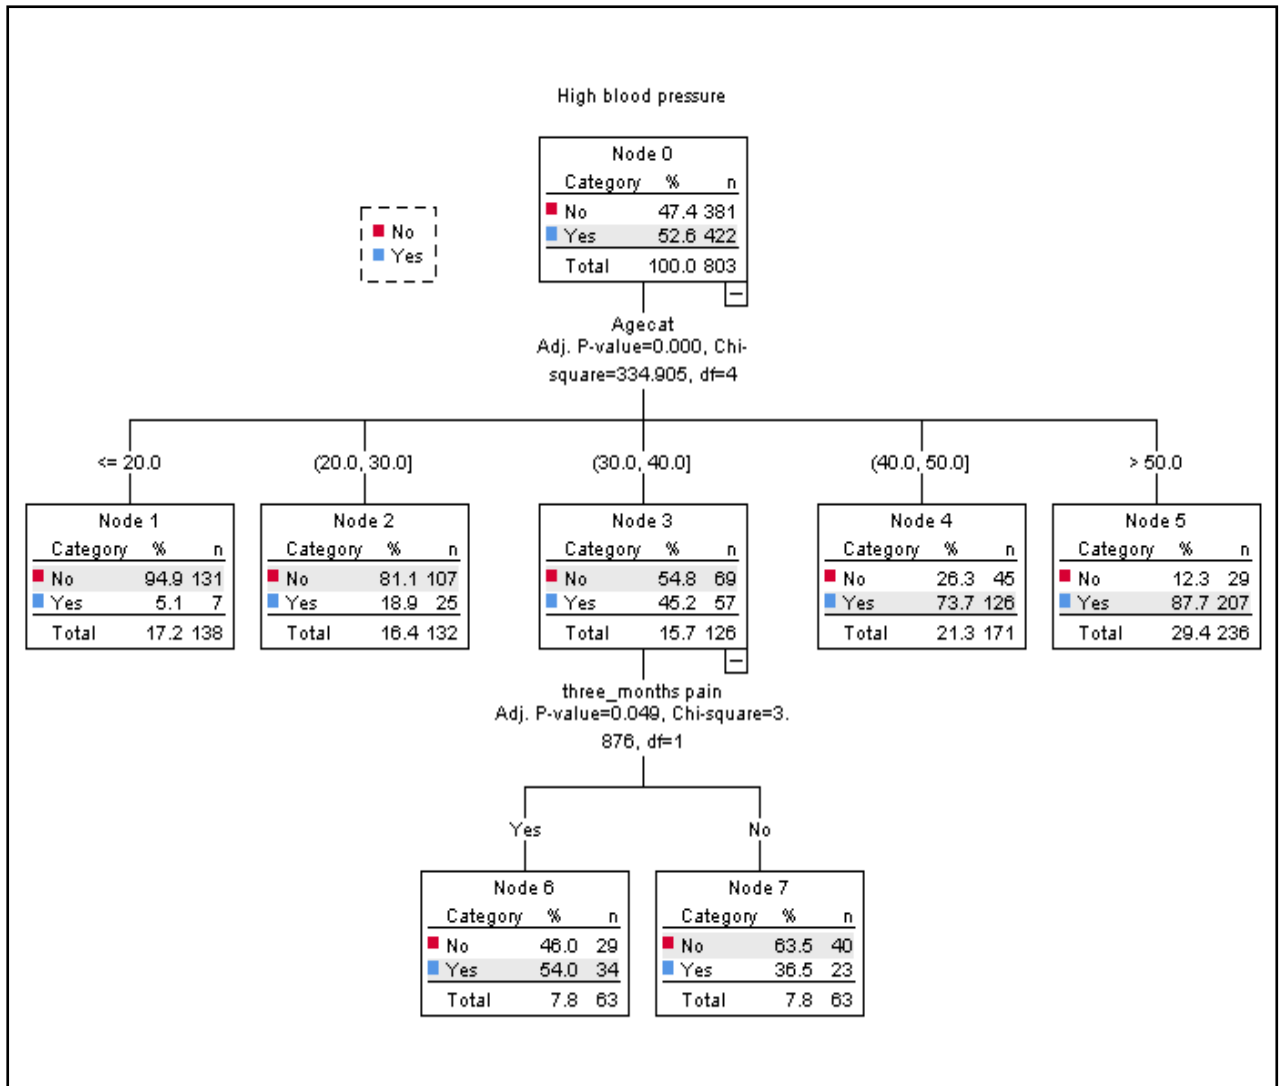 High blood pressure
Node 0
Category % n
No 47.4 381
Yes 52.6 422
Total 100.0 803
No
Yes
Agecat
Adj. P-value=0.000, Chi-
square=334.905, df=4
<= 20.0
(20.0, 30.0]
(30.0, 40.0]
(40.0, 50.0]
> 50.0
Node 1
Category % n
No 94.9 131
Yes 5.1 7
Total 17.2 138
Node 2
Category % n
No 81.1 107
Yes 18.9 25
Total 16.4 132
Node 3
Category % n
No 54.8 69
Yes 45.2 57
Total 15.7 126
Node 4
Category % n
No 26.3 45
Yes 73.7 126
Total 21.3 171
Node 5
Category % n
No 12.3 29
Yes 87.7 207
Total 29.4 236
three_months pain
Adj. P-value=0.049, Chi-square=3.
876, df=1
Yes
No
Node 6
Category % n
No 46.0 29
Yes 54.0 34
Total 7.8 63
Node 7
Category % n
No 63.5 40
Yes 36.5 23
Total 7.8 63